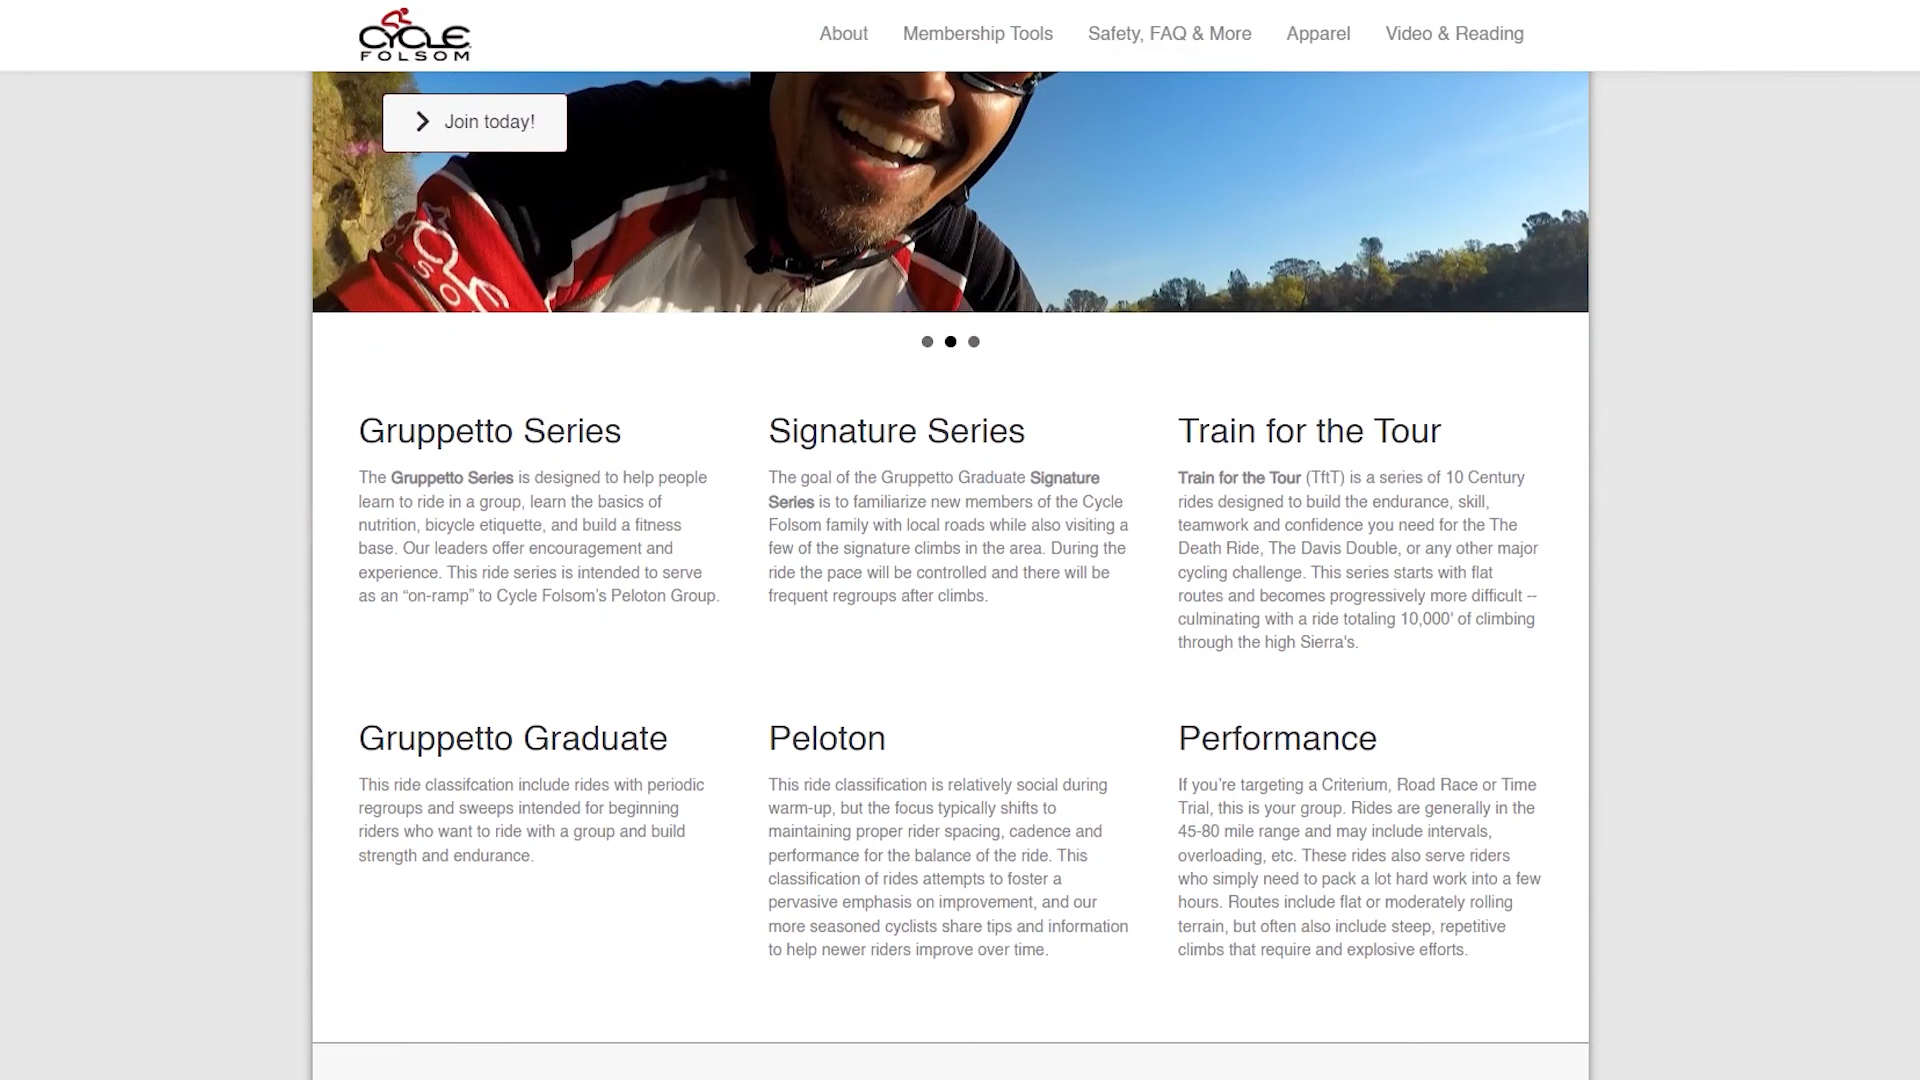 CYCLE
FOLSOM
About
Membership Tools
Safety, FAQ & More
Apparel
Video & Reading
Join today!
Gruppetto Series
The Gruppetto Series is designed to help people
learn to ride in a group, learn the basics of
nutrition, bicycle etiquette, and build a fitness
base. Our leaders offer encouragement and
experience. This ride series is intended to serve
as an “on-ramp” to Cycle Folsom’s Peloton Group.
Signature Series
The goal of the Gruppetto Graduate Signature
Series is to familiarize new members of the Cycle
Folsom family with local roads while also visiting a
few of the signature climbs in the area. During the
ride the pace will be controlled and there will be
frequent regroups after climbs.
Train for the Tour
Train for the Tour (TftT) is a series of 10 Century
rides designed to build the endurance, skill,
teamwork and confidence you need for the The
Death Ride, The Davis Double, or any other major
cycling challenge. This series starts with flat
routes and becomes progressively more difficult --
culminating with a ride totaling 10,000' of climbing
through the high Sierra's.
Gruppetto Graduate
This ride classifcation include rides with periodic
regroups and sweeps intended for beginning
riders who want to ride with a group and build
strength and endurance.
Peloton
This ride classification is relatively social during
warm-up, but the focus typically shifts to
maintaining proper rider spacing, cadence and
performance for the balance of the ride. This
classification of rides attempts to foster a
pervasive emphasis on improvement, and our
more seasoned cyclists share tips and information
to help newer riders improve over time.
Performance
If you’re targeting a Criterium, Road Race or Time
Trial, this is your group. Rides are generally in the
45-80 mile range and may include intervals,
overloading, etc. These rides also serve riders
who simply need to pack a lot hard work into a few
hours. Routes include flat or moderately rolling
terrain, but often also include steep, repetitive
climbs that require and explosive efforts.